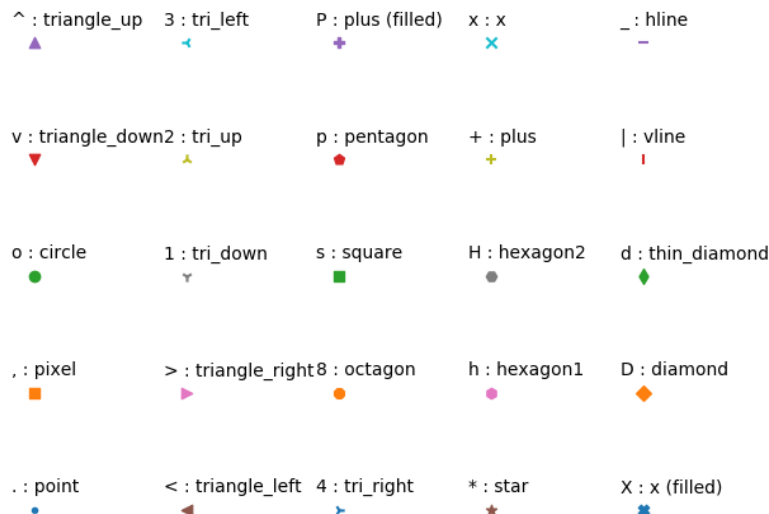 ^ : triangle_up 3 : tri_left P : plus (filled) x : x _ : hline
v : triangle_down 2 : tri_up p : pentagon + : plus | : vline
o : circle 1 : tri_down s : square H : hexagon2 d : thin_diamond
, : pixel > : triangle_right 8 : octagon h : hexagon1 D : diamond
. : point < : triangle_left 4 : tri_right * : star X : x (filled)